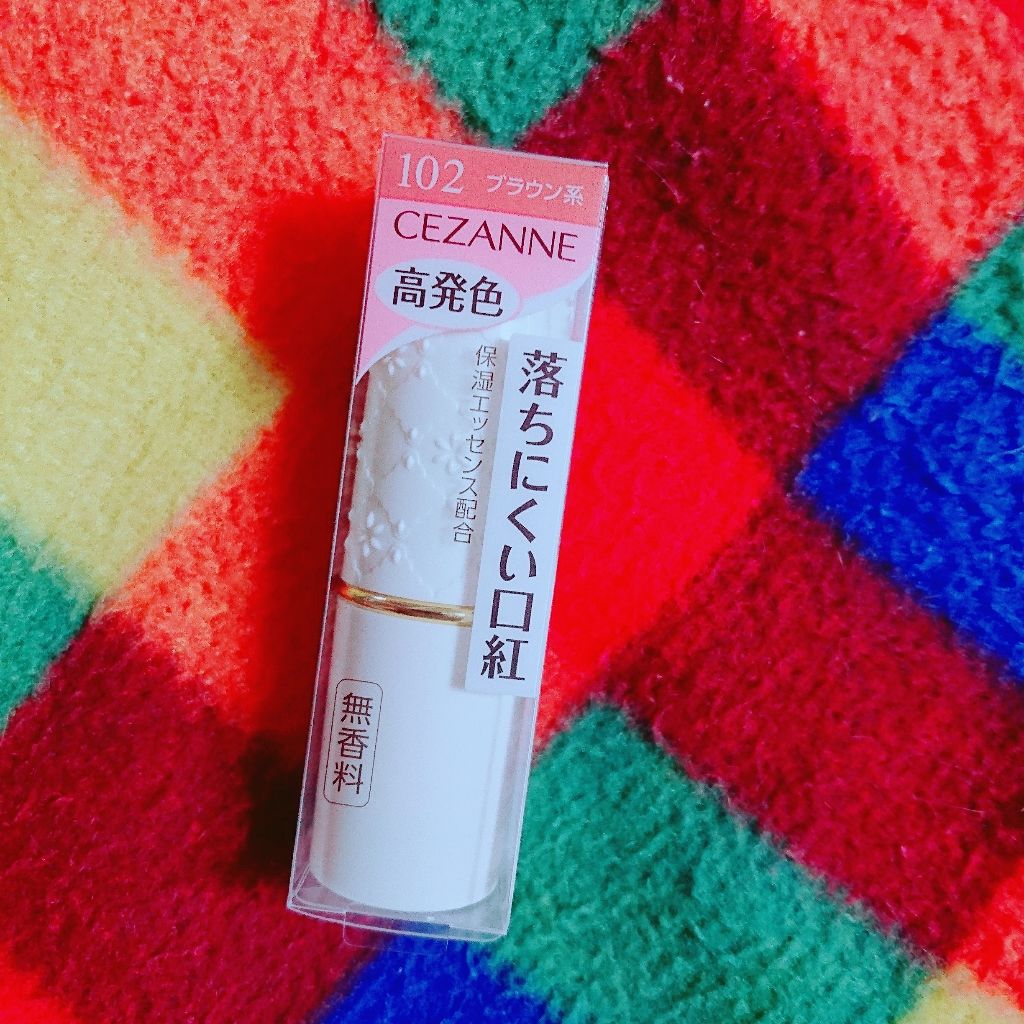 102 ブラウン系
CEZANNE
高発色
保湿エッセンス配合
落ちにくい口紅
無香料